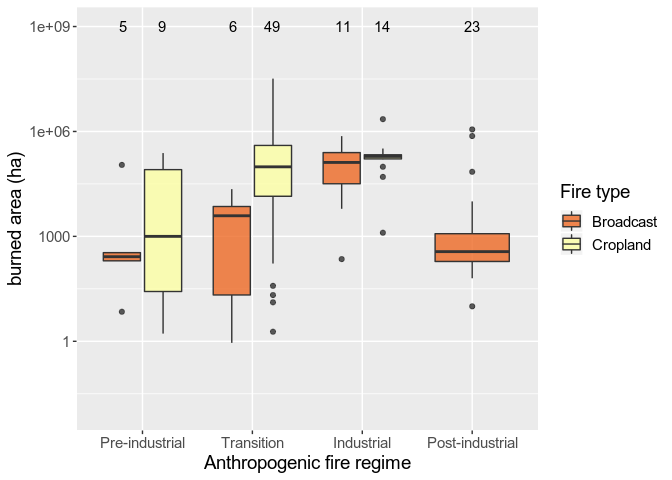 1e+09
1e+06
1000
1
burned area (ha)
5 9 6 49 11 14 23
Pre-industrial Transition Industrial Post-industrial
Anthropogenic fire regime
Fire type
Broadcast
Cropland